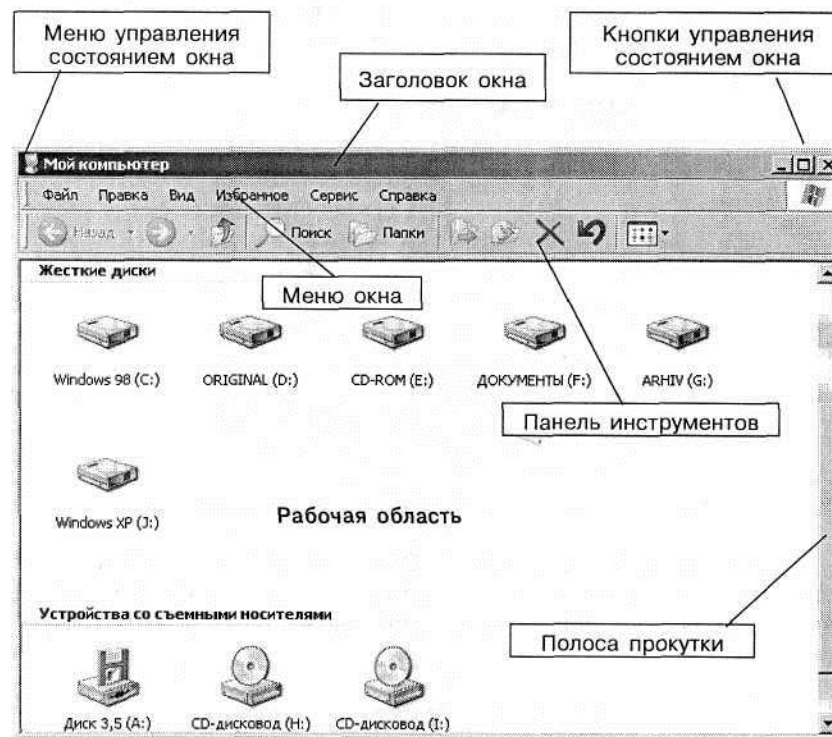 Меню управления
состоянием окна
Заголовок окна
Кнопки управления
состоянием окна
Мой компьютер
Файл Правка Вид Избранное Сервис Справка
Назад Поиск Папки
Жесткие диски
Меню окна
Windows 98 (C:) ORIGINAL (D:) CD-ROM (E:) ДОКУМЕНТЫ (F:) ARHIV (G:)
Панель инструментов
Windows XP (J:)
Рабочая область
Устройства со съемными носителями
Полоса прокутки
Диск 3,5 (A:) CD-дисковод (H:) CD-дисковод (I:)